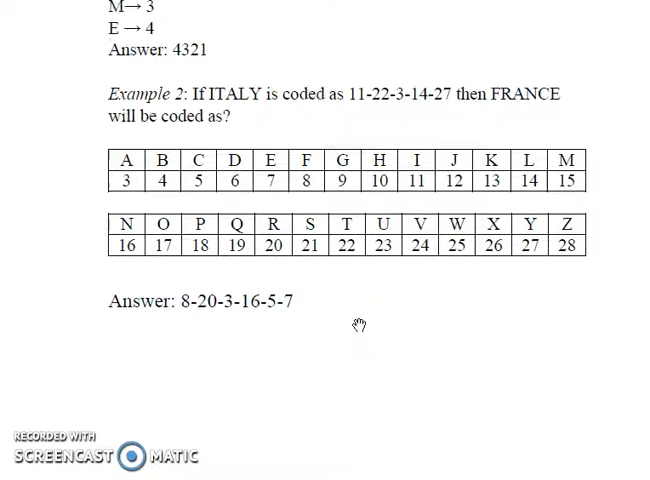 M→ 3
E → 4
Answer: 4321
Example 2: If ITALY is coded as 11-22-3-14-27 then FRANCE
will be coded as?
A B C D E F G H I J K L M
3 4 5 6 7 8 9 10 11 12 13 14 15
N O P Q R S T U V W X Y Z
16 17 18 19 20 21 22 23 24 25 26 27 28
Answer: 8-20-3-16-5-7
RECORDED WITH
SCREENCAST MATIC